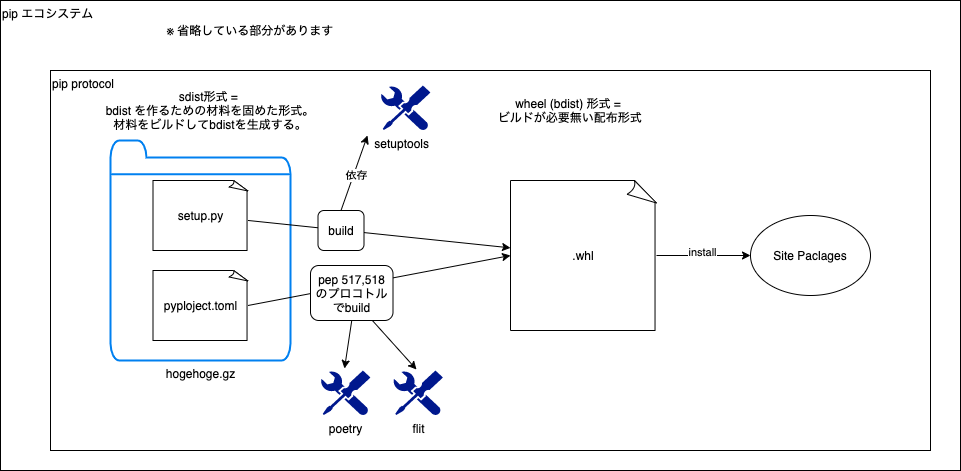 pip エコシステム
※ 省略している部分があります
pip protocol
sdist形式 =
bdist を作るための材料を固めた形式。
材料をビルドしてbdistを生成する。
wheel (bdist) 形式 =
ビルドが必要無い配布形式
setuptools
依存
setup.py
build
.whl
install
Site Paclages
pep 517,518
のプロコトル
でbuild
pyploject.toml
hogehoge.gz
poetry
flit